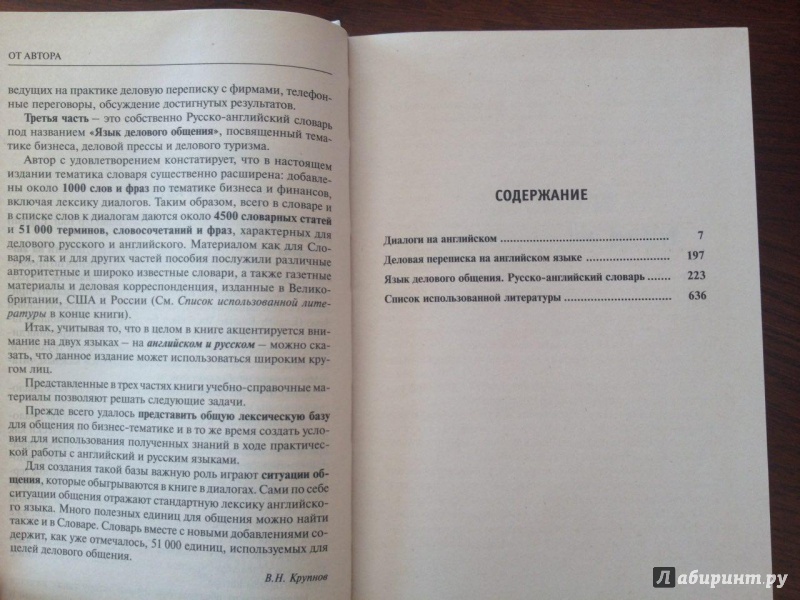 ОТ АВТОРА
ведущих на практике деловую переписку с фирмами, телефон-
ные переговоры, обсуждение достигнутых результатов.
Третья часть – это собственно Русско-английский словарь
под названием «Язык делового общения», посвященный тема-
тике бизнеса, деловой прессы и делового туризма.
Автор с удовлетворением констатирует, что в настоящем
издании тематика словаря существенно расширена: добавле-
ны около 1000 слов и фраз по тематике бизнеса и финансов,
включая лексику диалогов. Таким образом, всего в словаре и
в списке слов к диалогам даются около 4500 словарных статей
и 51 000 терминов, словосочетаний и фраз, характерных для
делового русского и английского. Материалом как для Сло-
варя, так и для других частей пособия послужили различные
авторитетные и широко известные словари, а также газетные
материалы и деловая корреспонденция, изданные в Велико-
британии, США и России (См. Список использованной лите-
ратуры в конце книги).
Итак, учитывая то, что в целом в книге акцентируется вни-
мание на двух языках – на английском и русском – можно ска-
зать, что данное издание может использоваться широким кру-
гом лиц.
Представленные в трех частях книги учебно-справочные ма-
териалы позволяют решать следующие задачи.
Прежде всего удалось представить общую лексическую базу
для общения по бизнес-тематике и в то же время создать усло-
вия для использования полученных знаний в ходе практичес-
кой работы с английский и русским языками.
Для создания такой базы важную роль играют ситуации об-
щения, которые обыгрываются в книге в диалогах. Сами по себе
ситуации общения отражают стандартную лексику английско-
го языка. Много полезных единиц для общения можно найти
также и в Словаре. Словарь вместе с новыми добавлениями со-
держит, как уже отмечалось, 51 000 единиц, используемых для
целей делового общения.
В.Н. Крупнов
СОДЕРЖАНИЕ
Диалоги на английском ........ 7
Деловая переписка на английском языке ........ 197
Язык делового общения. Русско-английский словарь ...... 223
Список использованной литературы ........ 636
Лабиринт.ру